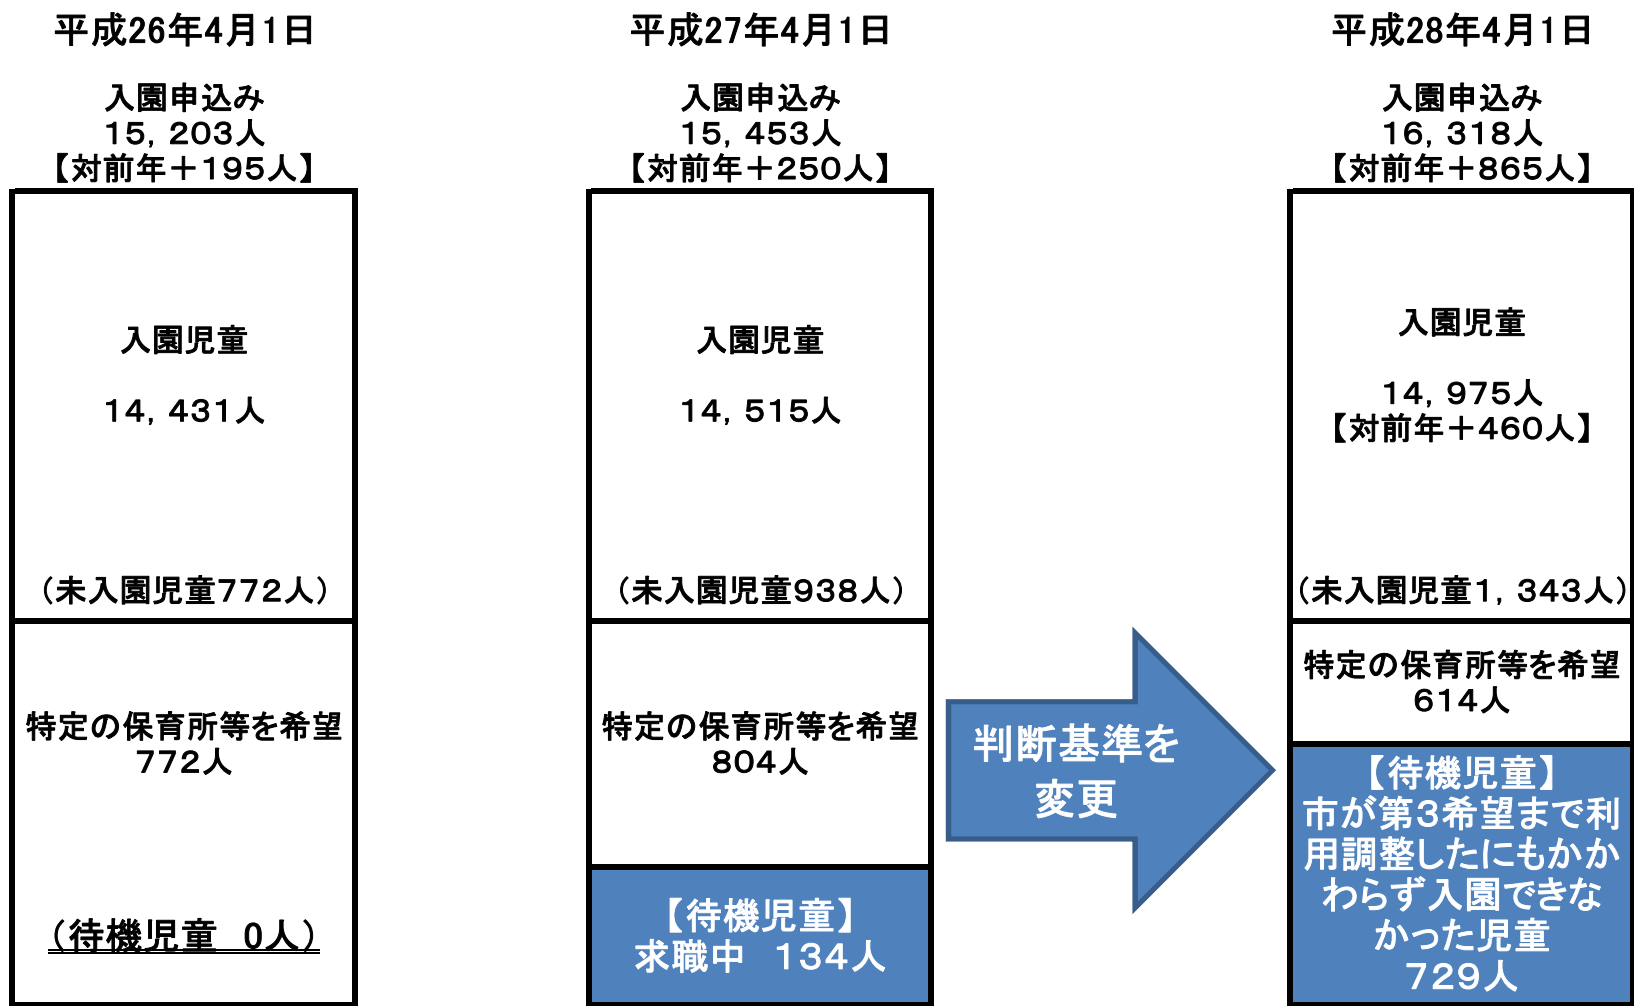 平成26年4月1日
入園申込み
15，203人
【対前年＋195人】
入園児童
14，431人
（未入園児童772人）
特定の保育所等を希望
772人
（待機児童　0人）
平成27年4月1日
入園申込み
15，453人
【対前年＋250人】
入園児童
14，515人
（未入園児童938人）
特定の保育所等を希望
804人
【待機児童】
求職中　134人
判断基準を
変更
平成28年4月1日
入園申込み
16，318人
【対前年＋865人】
入園児童
14，975人
【対前年＋460人】
（未入園児童1，343人）
特定の保育所等を希望
614人
【待機児童】
市が第3希望まで利
用調整したにもかか
わらず入園できな
かった児童
729人